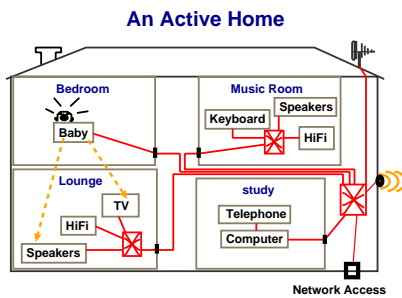 An Active Home
Bedroom
Baby
Music Room
Speakers
Keyboard
HiFi
Lounge
TV
HiFi
Speakers
study
Telephone
Computer
Network Access